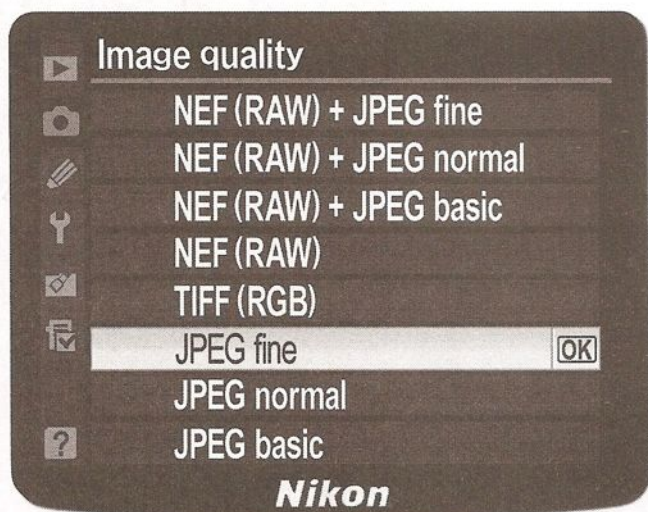 Image quality
NEF (RAW) + JPEG fine
NEF (RAW) + JPEG normal
NEF (RAW) + JPEG basic
NEF (RAW)
TIFF (RGB)
JPEG fine OK
JPEG normal
? JPEG basic
Nikon